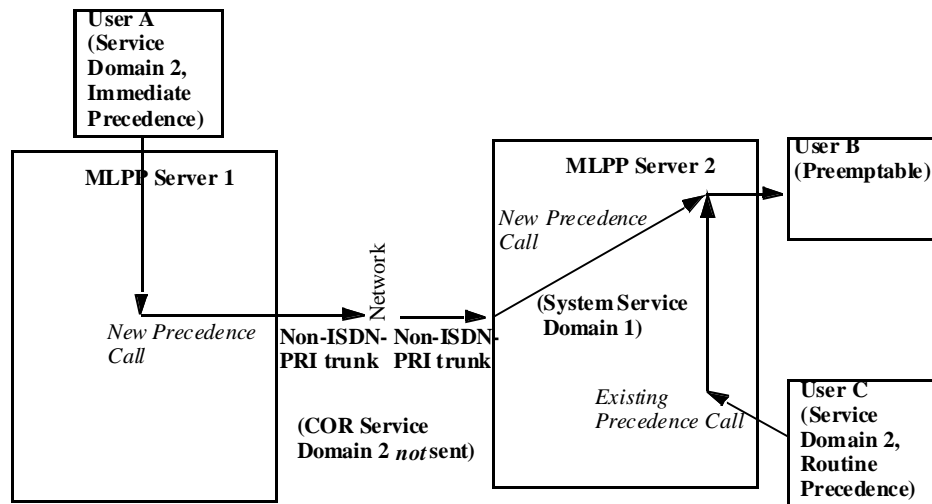 User A
(Service
Domain 2,
Immediate
Precedence)
MLPP Server 1
New Precedence
Call
Network
Non-ISDN-
PRI trunk
Non-ISDN-
PRI trunk
(COR Service
Domain 2 not sent)
MLPP Server 2
New Precedence
Call
(System Service
Domain 1)
Existing
Precedence Call
User B
(Preemptable)
User C
(Service
Domain 2,
Routine
Precedence)